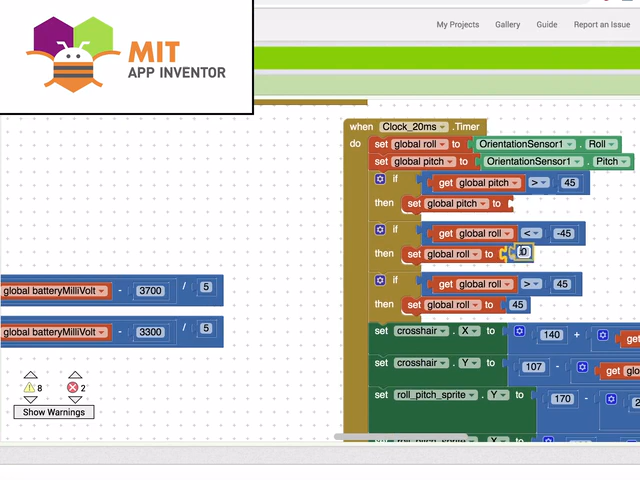 MIT
APP INVENTOR
My Projects Gallery Guide Report an Issue
when Clock_20ms .Timer
do set global roll to OrientationSensor1 . Roll
set global pitch to OrientationSensor1 . Pitch
if get global pitch > 45
then set global pitch to
if get global roll < -45
then set global roll to 0
if get global roll > 45
then set global roll to 45
set crosshair . X to 140 + get
set crosshair . Y to 107 - get glo
set roll_pitch_sprite . Y to 170 - 2
global batteryMilliVolt - 3700 / 5
global batteryMilliVolt - 3300 / 5
8 2
Show Warnings